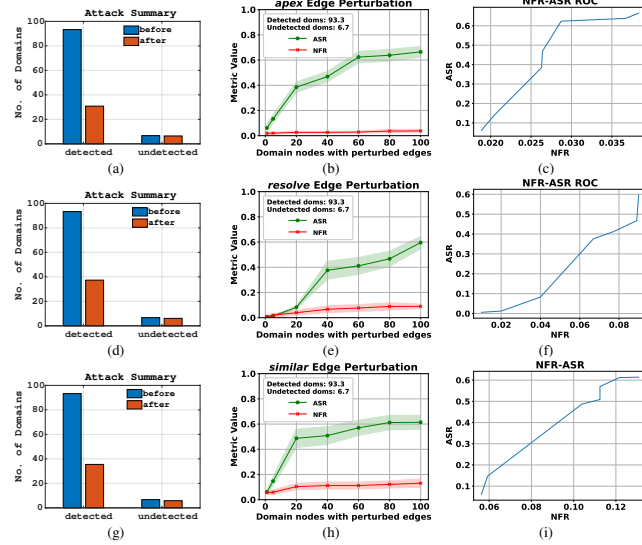 Attack Summary
No. of Domains
100
80
60
40
20
0
before
after
detected
undetected
(a)
apex Edge Perturbation
Metric Value
1.0
0.8
0.6
0.4
0.2
0.0
Detected doms: 93.3
Undetected doms: 6.7
ASR
NFR
0 20 40 60 80 100
Domain nodes with perturbed edges
(b)
NFR-ASR ROC
ASR
0.6
0.5
0.4
0.3
0.2
0.1
0.020 0.025 0.030 0.035
NFR
(c)
Attack Summary
No. of Domains
100
80
60
40
20
0
before
after
detected
undetected
(d)
resolve Edge Perturbation
Metric Value
1.0
0.8
0.6
0.4
0.2
0.0
Detected doms: 93.3
Undetected doms: 6.7
ASR
NFR
0 20 40 60 80 100
Domain nodes with perturbed edges
(e)
NFR-ASR ROC
ASR
0.6
0.5
0.4
0.3
0.2
0.1
0.0
0.02 0.04 0.06 0.08
NFR
(f)
Attack Summary
No. of Domains
100
80
60
40
20
0
before
after
detected
undetected
(g)
similar Edge Perturbation
Metric Value
1.0
0.8
0.6
0.4
0.2
0.0
Detected doms: 93.3
Undetected doms: 6.7
ASR
NFR
0 20 40 60 80 100
Domain nodes with perturbed edges
(h)
NFR-ASR
ASR
0.6
0.5
0.4
0.3
0.2
0.1
0.06 0.08 0.10 0.12
NFR
(i)